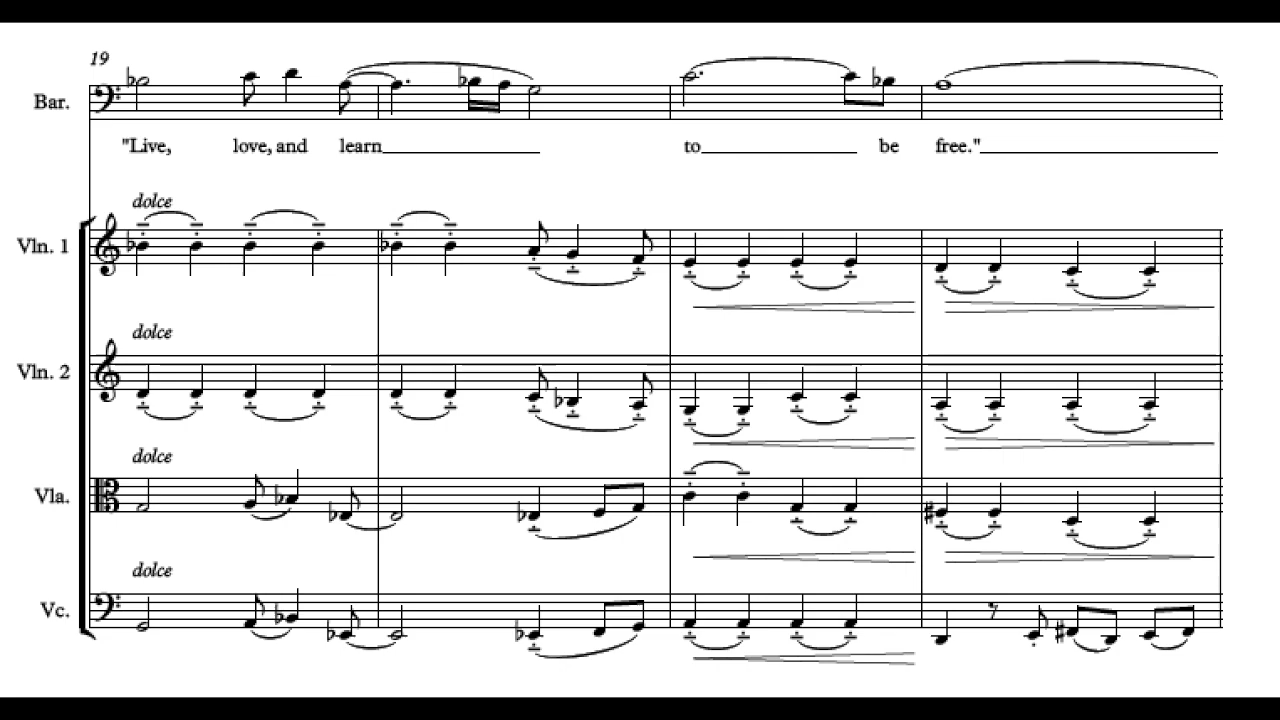 19
Bar.
"Live, love, and learn to be free."
dolce
Vln. 1
dolce
Vln. 2
dolce
Vla.
dolce
Vc.